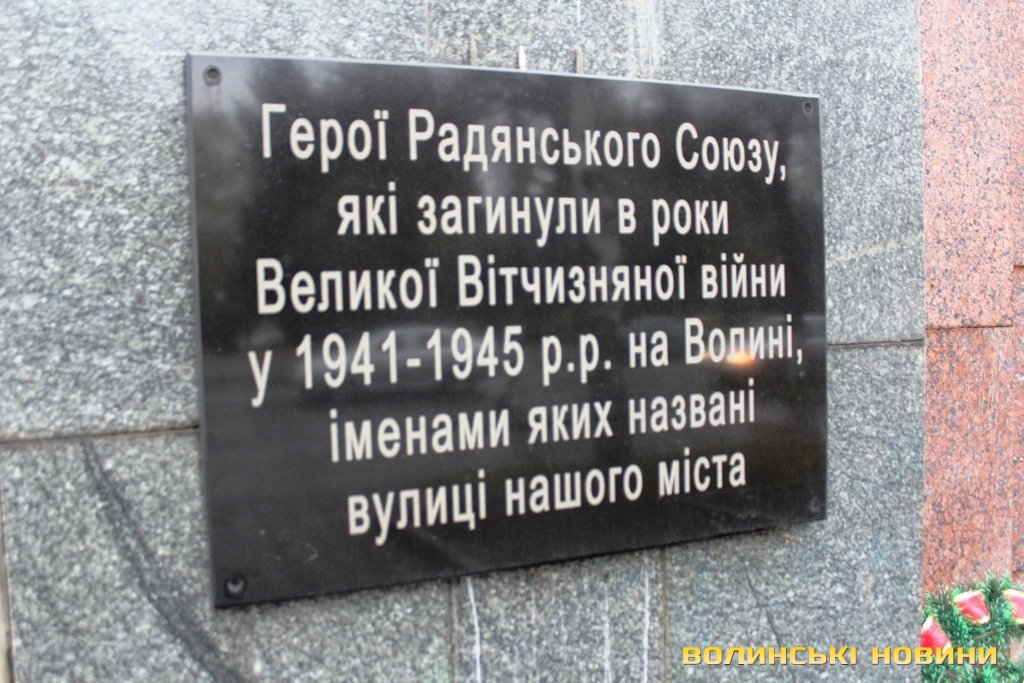 Герої Радянського Союзу,
які загинули в роки
Великої Вітчизняної війни
у 1941-1945 р.р. на Волині,
іменами яких названі
вулиці нашого міста
ВОЛИНСЬКІ НОВИНИ